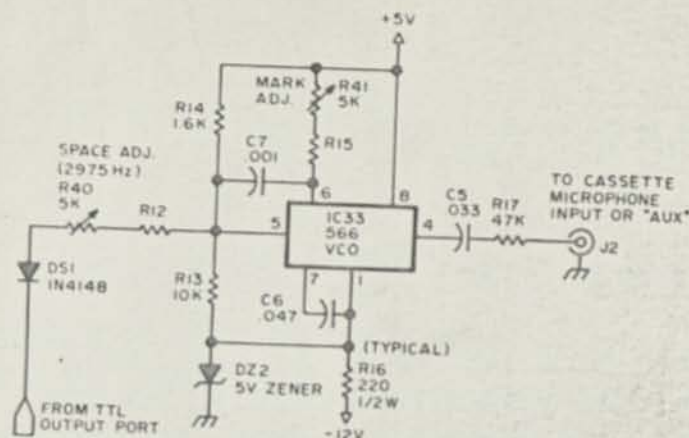 +5V
MARK
ADJ.
R41
5K
R14
1.6K
C7
.001
R15
SPACE ADJ.
(2975 Hz)
R40
5K
R12
6
8
5
IC33
566
VCO
4
7
1
C5
.033
R17
47K
TO CASSETTE
MICROPHONE
INPUT OR "AUX"
J2
DS1
1N4148
R13
10K
C6
.047
(TYPICAL)
DZ2
5V ZENER
R16
220
1/2W
-12V
FROM TTL
OUTPUT PORT